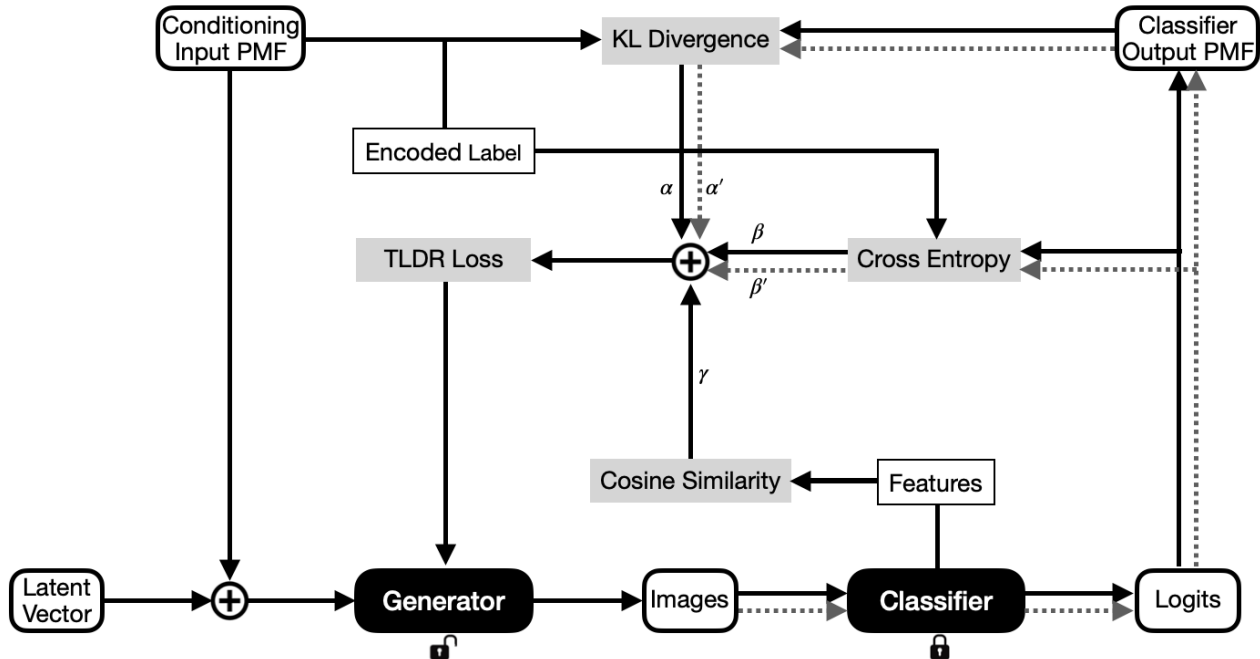 Conditioning
Input PMF
KL Divergence
Classifier
Output PMF
Encoded Label
α
α′
TLDR Loss
β
Cross Entropy
β′
γ
Cosine Similarity
Features
Latent
Vector
Generator
Images
Classifier
Logits